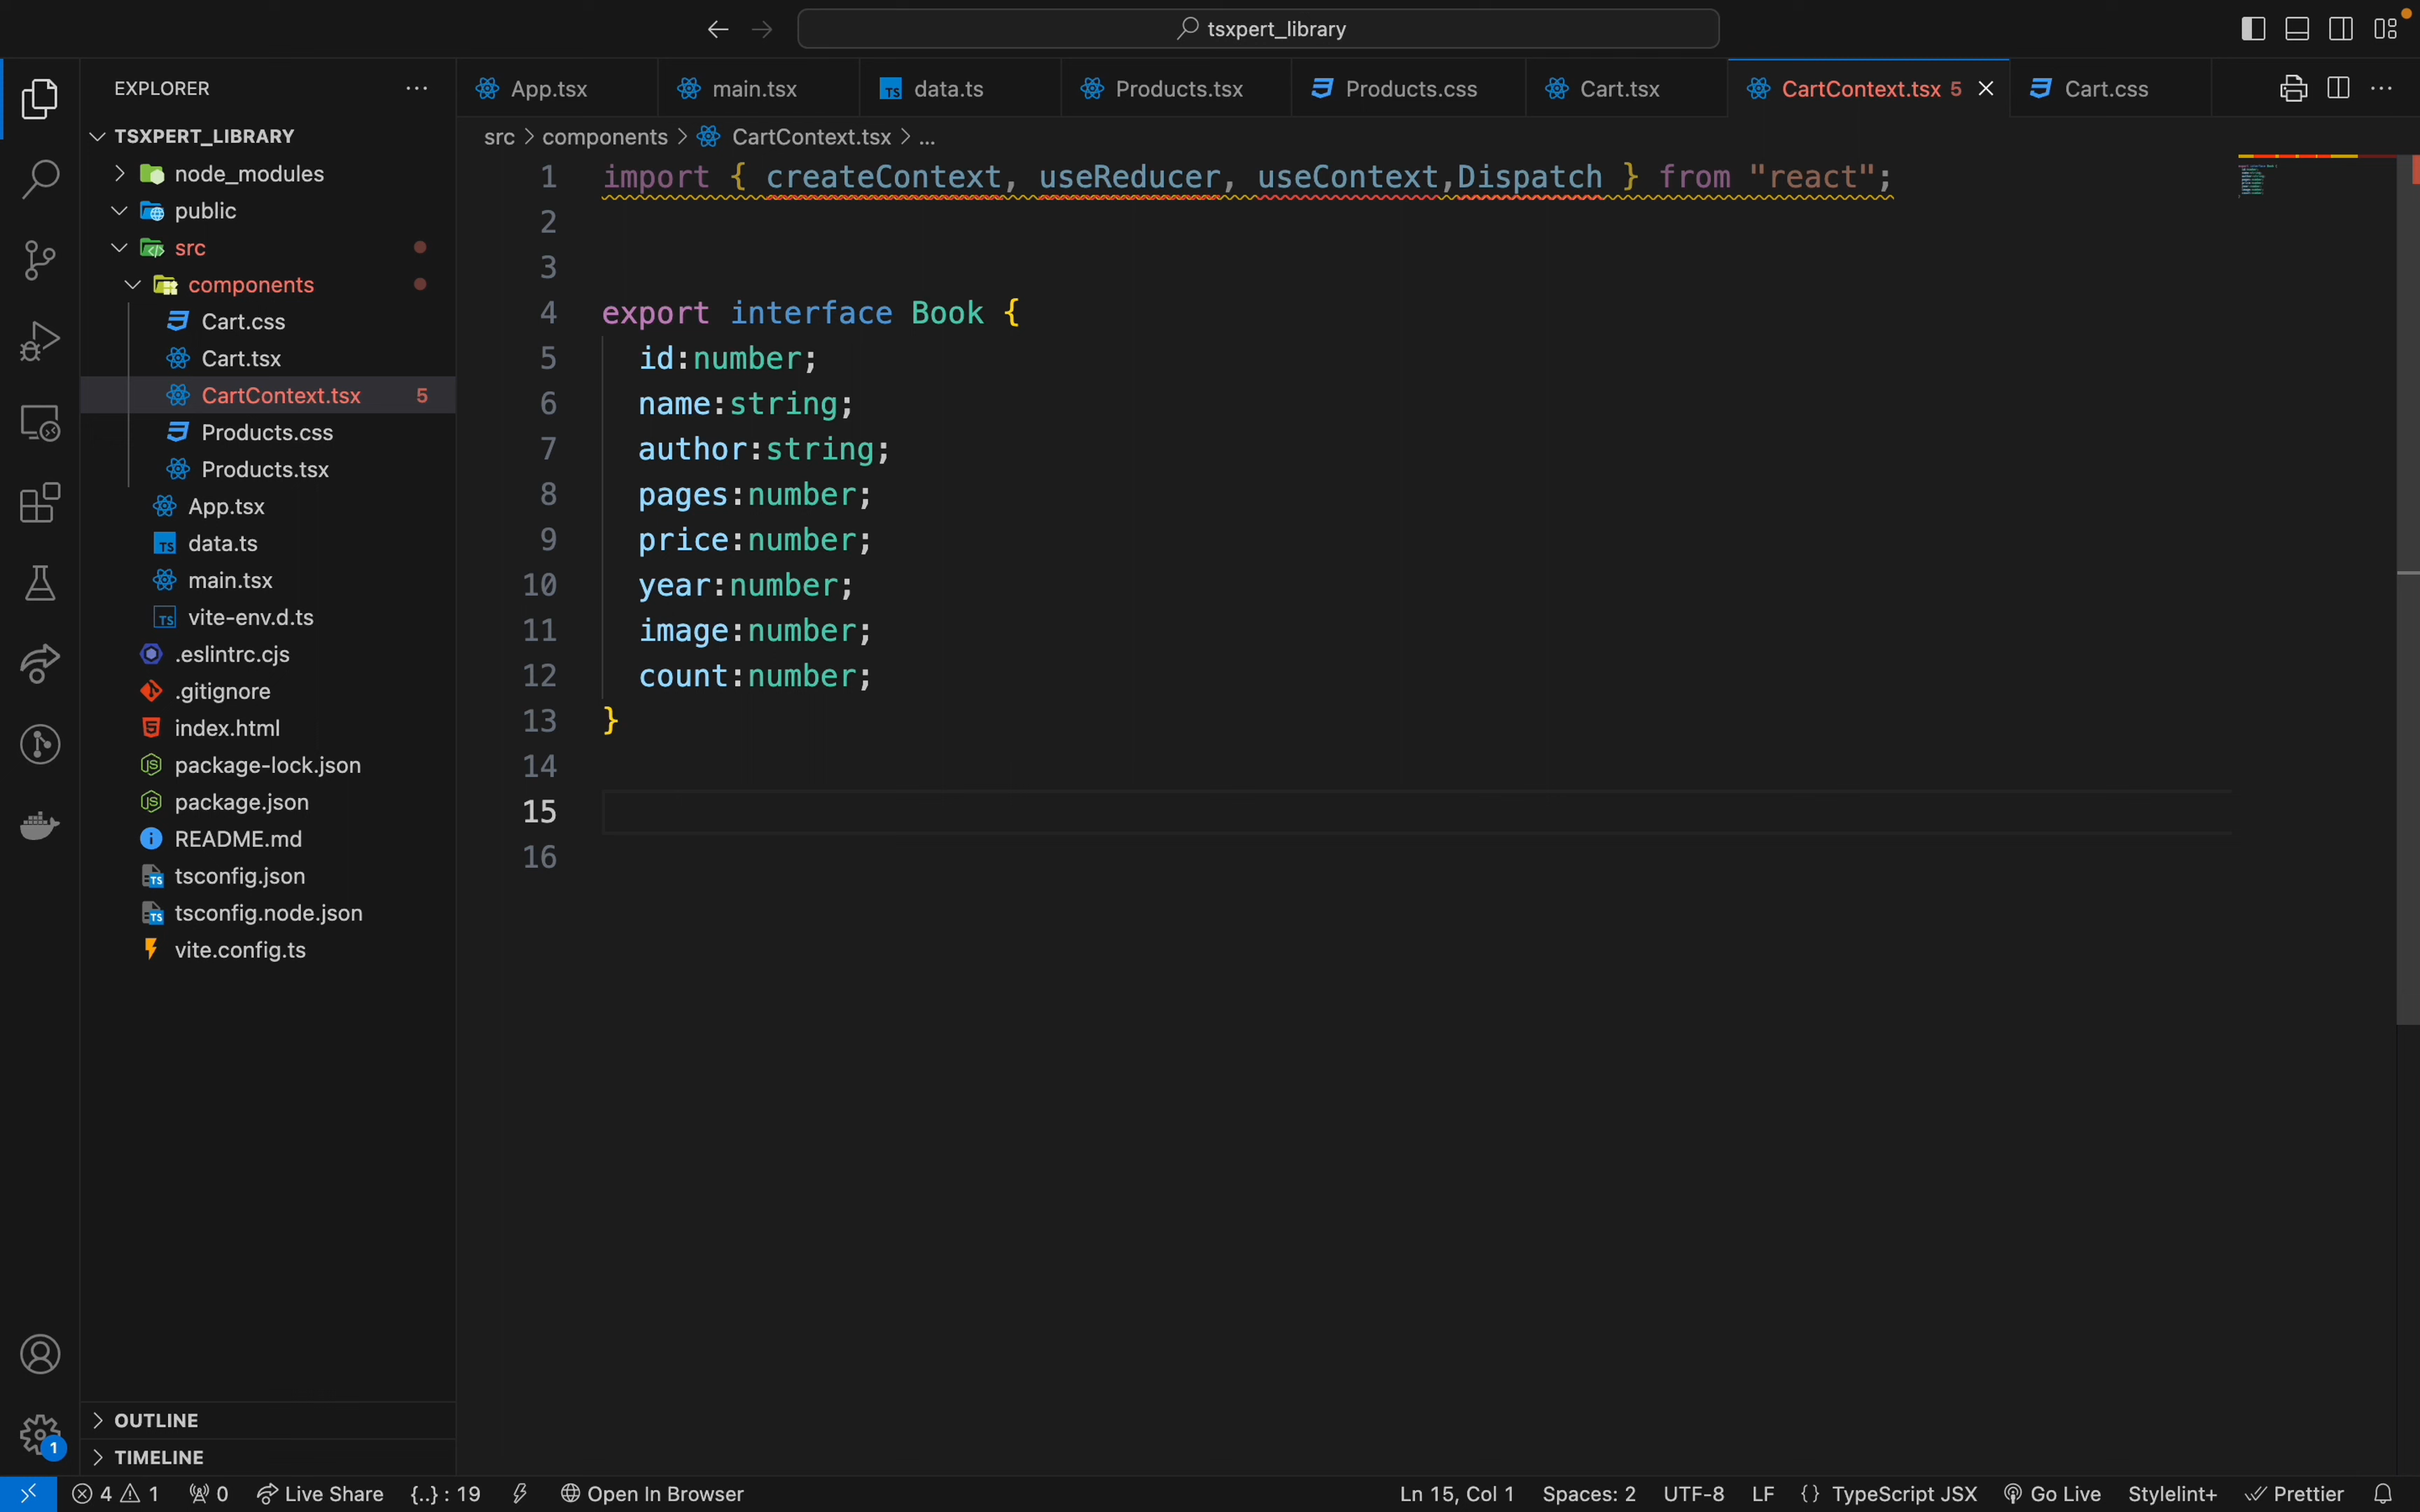 tsxpert_library
EXPLORER
App.tsx
main.tsx
TS data.ts
Products.tsx
Products.css
Cart.tsx
CartContext.tsx 5
Cart.css
TSXPERT_LIBRARY
node_modules
public
src
components
Cart.css
Cart.tsx
CartContext.tsx 5
Products.css
Products.tsx
App.tsx
TS data.ts
main.tsx
TS vite-env.d.ts
.eslintrc.cjs
.gitignore
index.html
package-lock.json
package.json
README.md
tsconfig.json
tsconfig.node.json
vite.config.ts
OUTLINE
TIMELINE
src > components > CartContext.tsx > ...
1 import { createContext, useReducer, useContext,Dispatch } from "react";
2
3
4 export interface Book {
5 id:number;
6 name:string;
7 author:string;
8 pages:number;
9 price:number;
10 year:number;
11 image:number;
12 count:number;
13 }
14
15
16
1
4 1 0 Live Share {..} : 19 Open In Browser Ln 15, Col 1 Spaces: 2 UTF-8 LF {} TypeScript JSX Go Live Stylelint+ Prettier